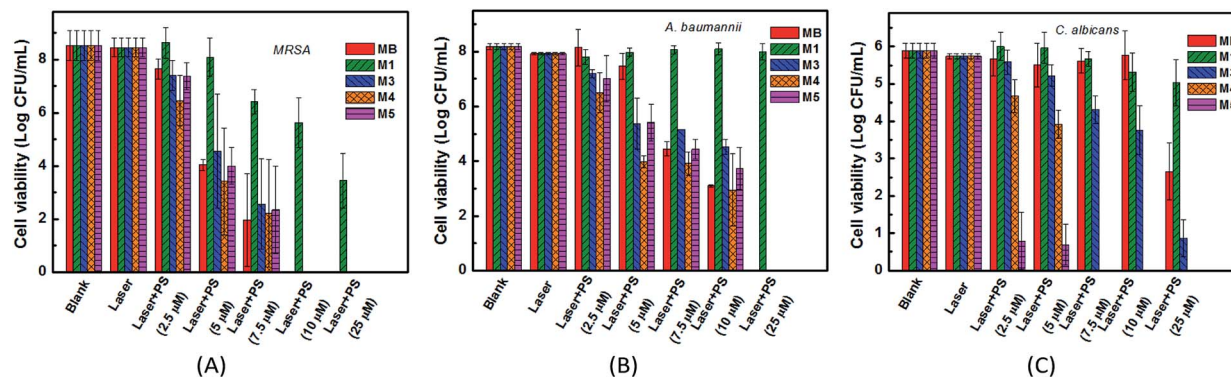 MRSA
MB
M1
M3
M4
M5
8
6
4
2
0
Cell viability (Log CFU/mL)
Blank
Laser
Laser+PS
(2.5 µM)
Laser+PS
(5 µM)
Laser+PS
(7.5 µM)
Laser+PS
(10 µM)
Laser+PS
(25 µM)
(A)
A. baumannii
MB
M1
M3
M4
M5
10
8
6
4
2
0
Cell viability (Log CFU/mL)
Blank
Laser
Laser+PS
(2.5 µM)
Laser+PS
(5 µM)
Laser+PS
(7.5 µM)
Laser+PS
(10 µM)
Laser+PS
(25 µM)
(B)
C. albicans
MB
M1
M3
M4
M5
6
5
4
3
2
1
0
Cell viability (Log CFU/mL)
Blank
Laser
Laser+PS
(2.5 µM)
Laser+PS
(5 µM)
Laser+PS
(7.5 µM)
Laser+PS
(10 µM)
Laser+PS
(25 µM)
(C)